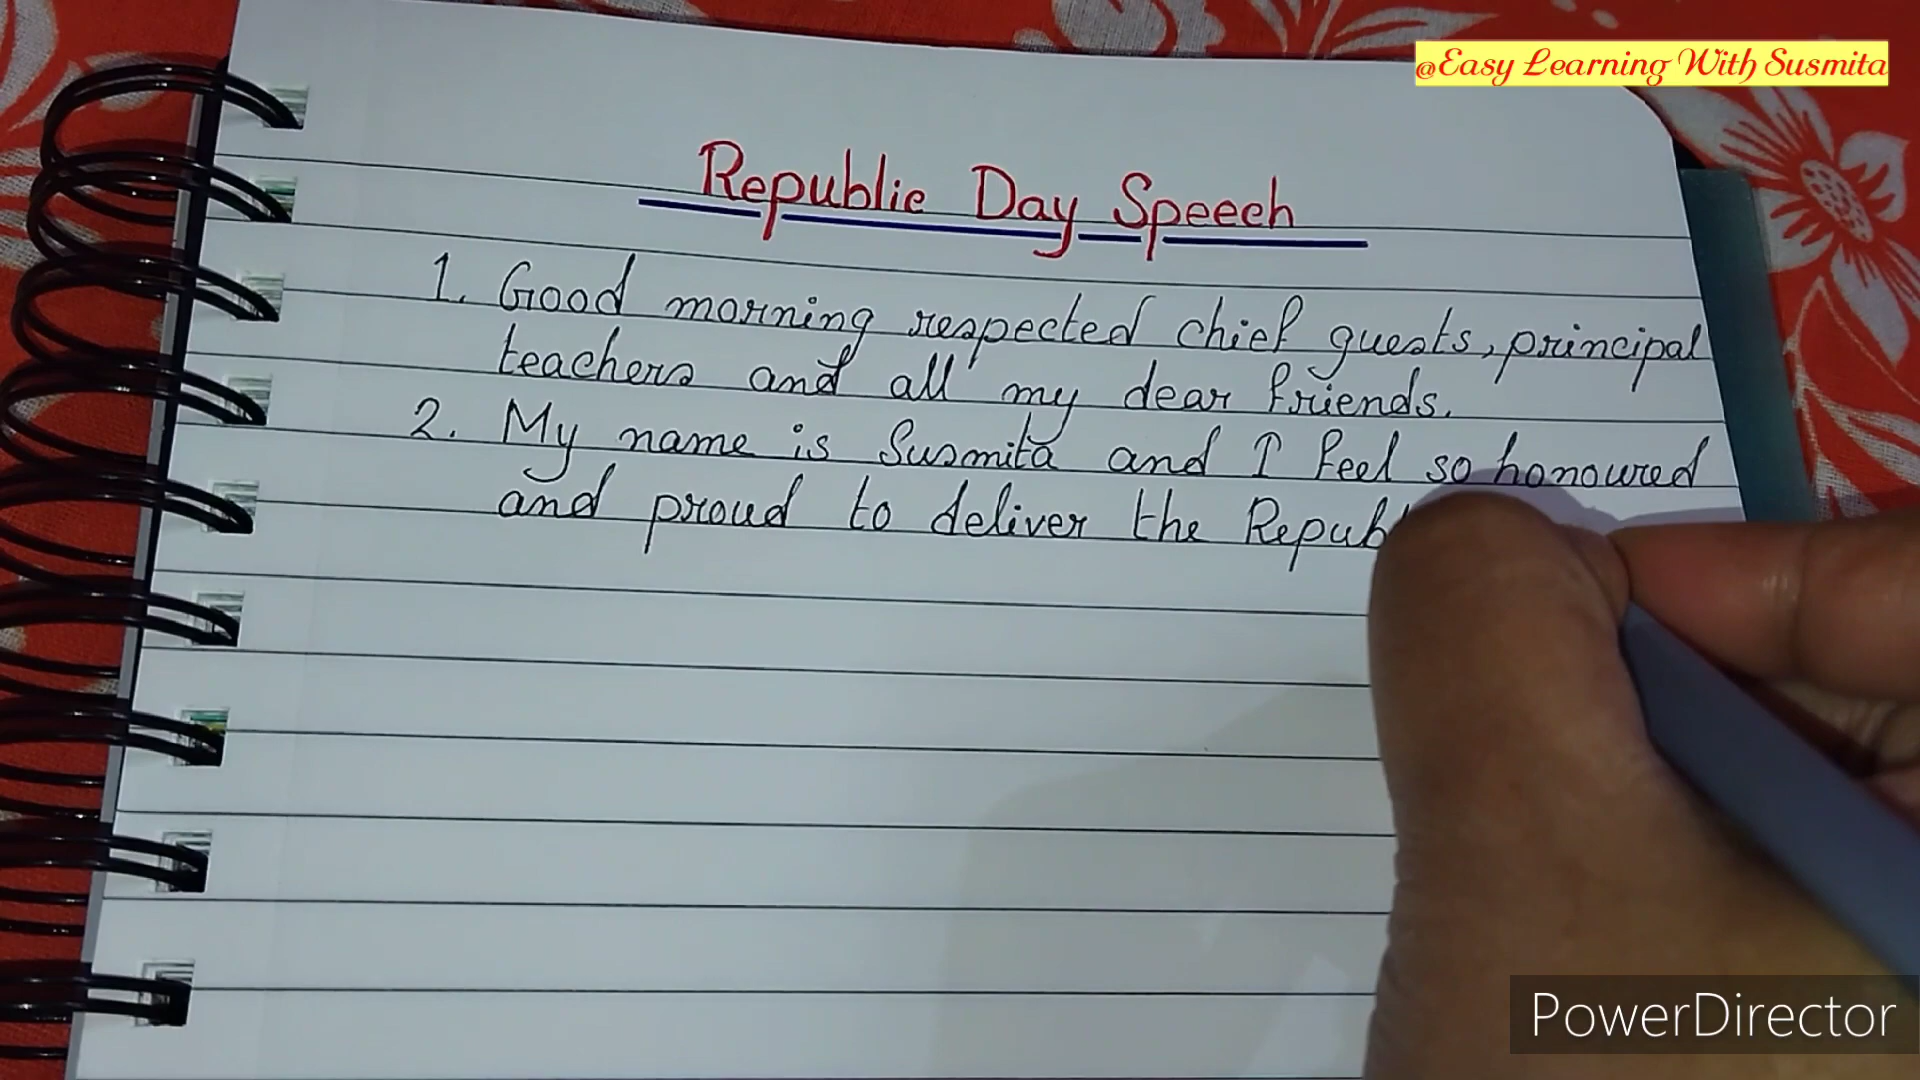 @Easy Learning With Susmita
Republic Day Speech
1. Good morning respected chief guests, principal
teachers and all my dear friends.
2. My name is Susmita and I feel so honoured
and proud to deliver the Repub
PowerDirector